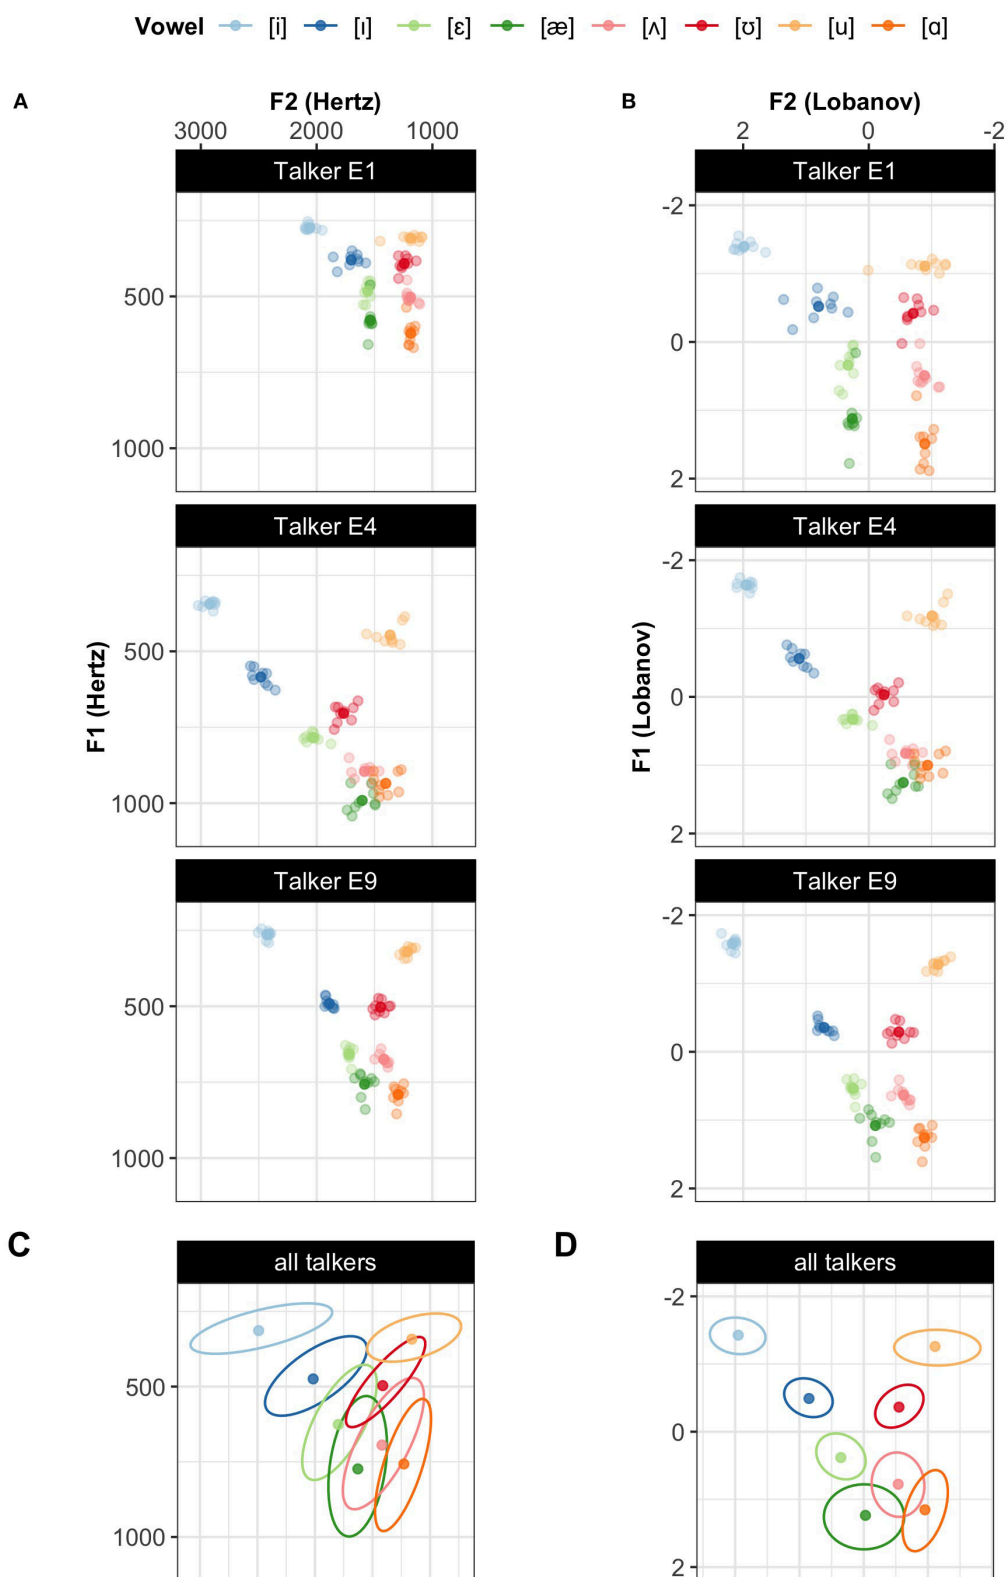 Vowel [i] [ɪ] [ɛ] [æ] [ʌ] [ʊ] [u] [ɑ]
A
F2 (Hertz)
3000 2000 1000
Talker E1
500
1000
Talker E4
500
1000
Talker E9
500
1000
F1 (Hertz)
B
F2 (Lobanov)
2 0 -2
Talker E1
-2
0
2
Talker E4
-2
0
2
Talker E9
-2
0
2
F1 (Lobanov)
C
all talkers
500
1000
D
all talkers
-2
0
2